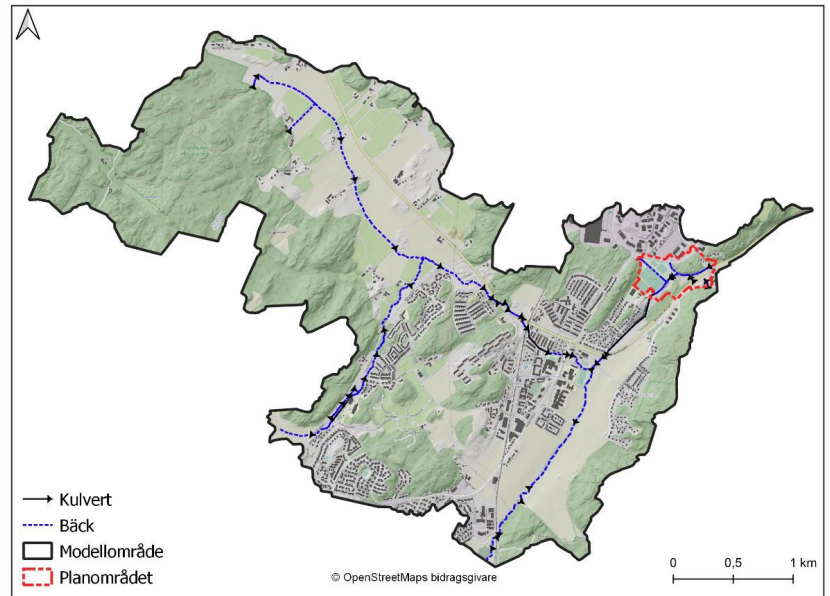 Kulvert
Bäck
Modellområde
Planområdet
© OpenStreetMaps bidragsgivare
0 0,5 1 km